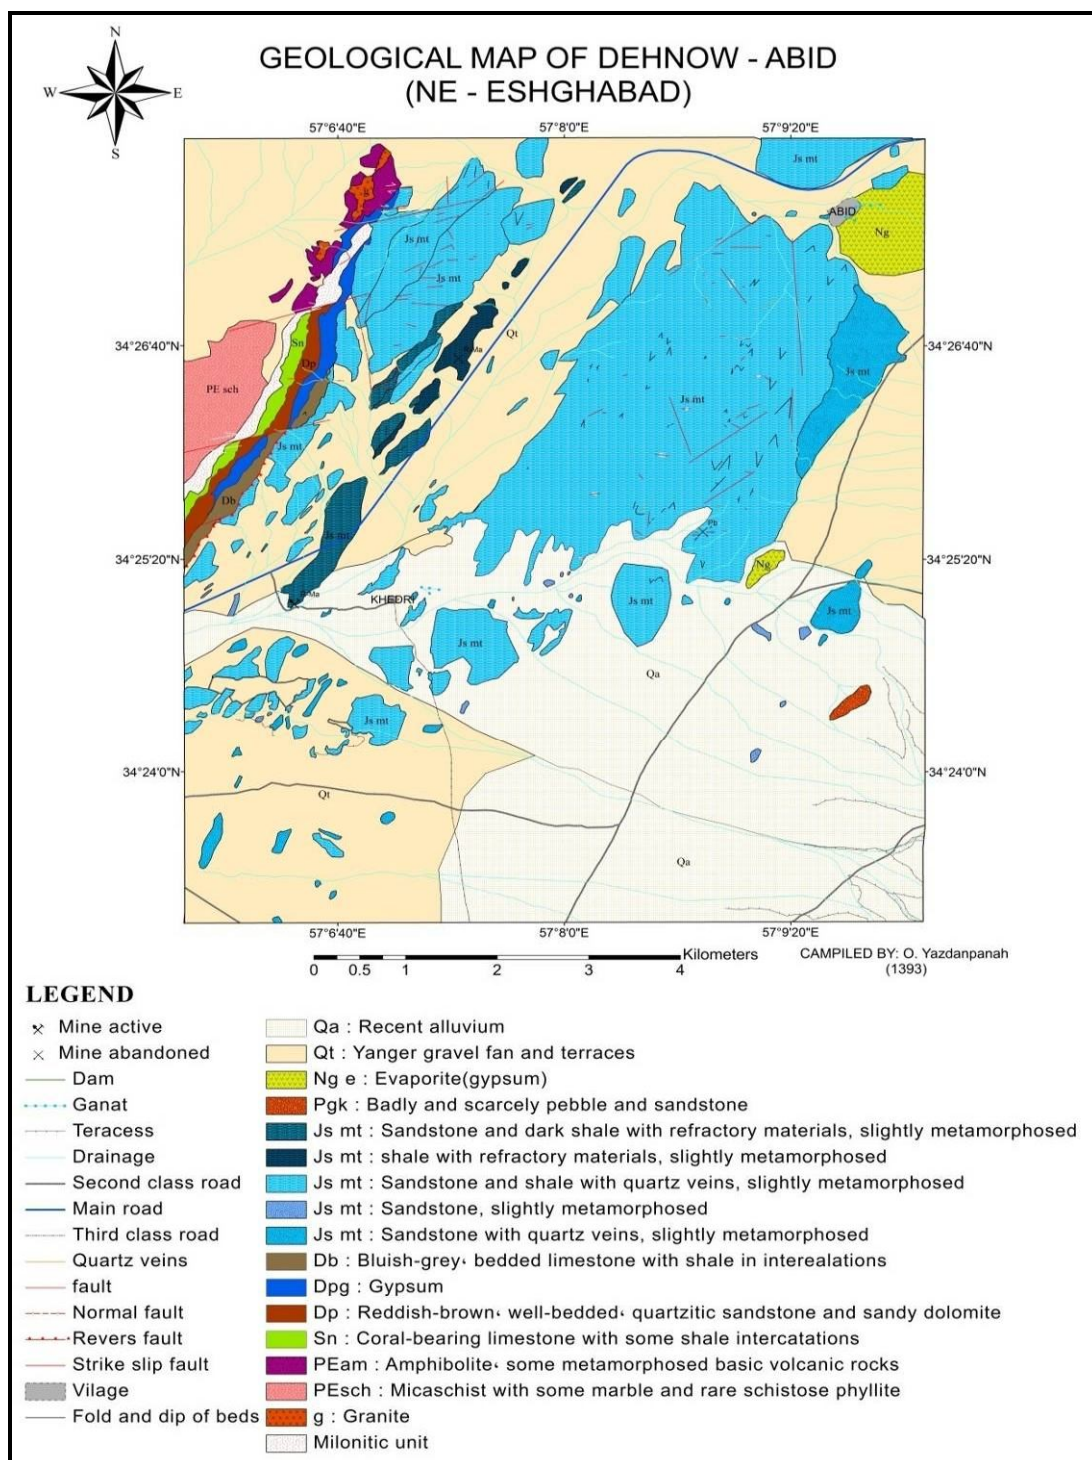 N
W E
S
GEOLOGICAL MAP OF DEHNOW - ABID
(NE - ESHGHABAD)
57°6'40"E 57°8'0"E 57°9'20"E
Js mt
ABID
Ng
Js mt
Js mt
Qt
Sn
34°26'40"N 34°26'40"N
Dp
Js mt
PE sch
Js mt
Js mt
Db
Pb
Js mt
34°25'20"N 34°25'20"N
Ng
KHEDRI
Js mt
Js mt
Js mt
Qa
Js mt
34°24'0"N 34°24'0"N
Qt
Qa
57°6'40"E 57°8'0"E 57°9'20"E
Kilometers
0 0.5 1 2 3 4
CAMPILED BY: O. Yazdanpanah
(1393)
LEGEND
Mine active
Mine abandoned
Dam
Ganat
Teracess
Drainage
Second class road
Main road
Third class road
Quartz veins
fault
Normal fault
Revers fault
Strike slip fault
Vilage
Fold and dip of beds
Qa : Recent alluvium
Qt : Yanger gravel fan and terraces
Ng e : Evaporite(gypsum)
Pgk : Badly and scarcely pebble and sandstone
Js mt : Sandstone and dark shale with refractory materials, slightly metamorphosed
Js mt : shale with refractory materials, slightly metamorphosed
Js mt : Sandstone and shale with quartz veins, slightly metamorphosed
Js mt : Sandstone, slightly metamorphosed
Js mt : Sandstone with quartz veins, slightly metamorphosed
Db : Bluish-grey، bedded limestone with shale in interealations
Dpg : Gypsum
Dp : Reddish-brown، well-bedded، quartzitic sandstone and sandy dolomite
Sn : Coral-bearing limestone with some shale intercatations
PEam : Amphibolite، some metamorphosed basic volcanic rocks
PEsch : Micaschist with some marble and rare schistose phyllite
g : Granite
Milonitic unit